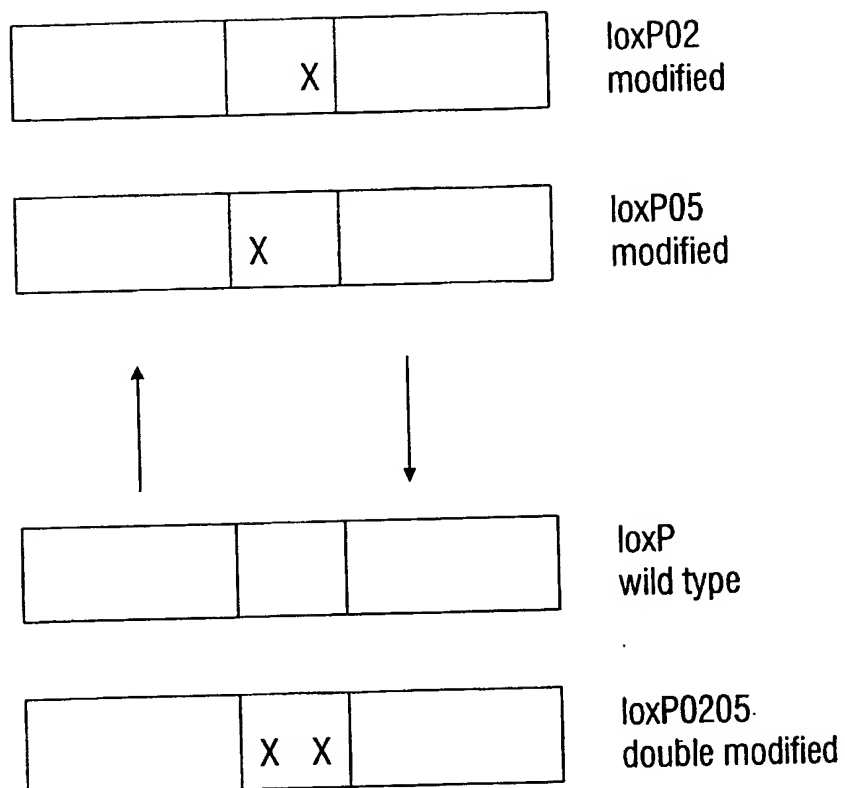 loxP02
modified
X
loxP05
modified
X
loxP
wild type
loxP0205
double modified
X X